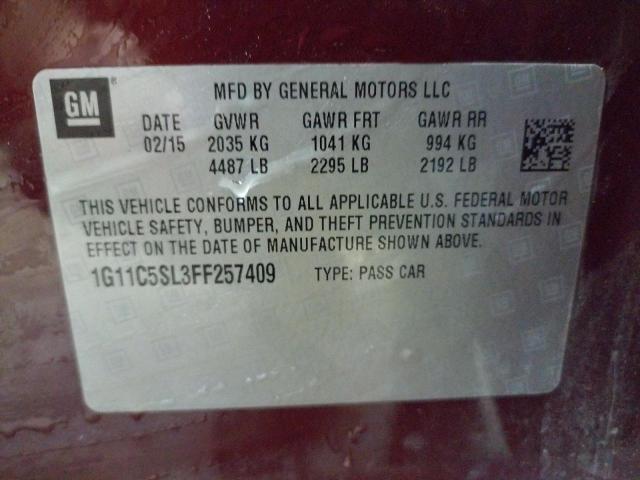 GM ®
MFD BY GENERAL MOTORS LLC
DATE GVWR GAWR FRT GAWR RR
02/15 2035 KG 1041 KG 994 KG
4487 LB 2295 LB 2192 LB
THIS VEHICLE CONFORMS TO ALL APPLICABLE U.S. FEDERAL MOTOR
VEHICLE SAFETY, BUMPER, AND THEFT PREVENTION STANDARDS IN
EFFECT ON THE DATE OF MANUFACTURE SHOWN ABOVE.
1G11C5SL3FF257409 TYPE: PASS CAR